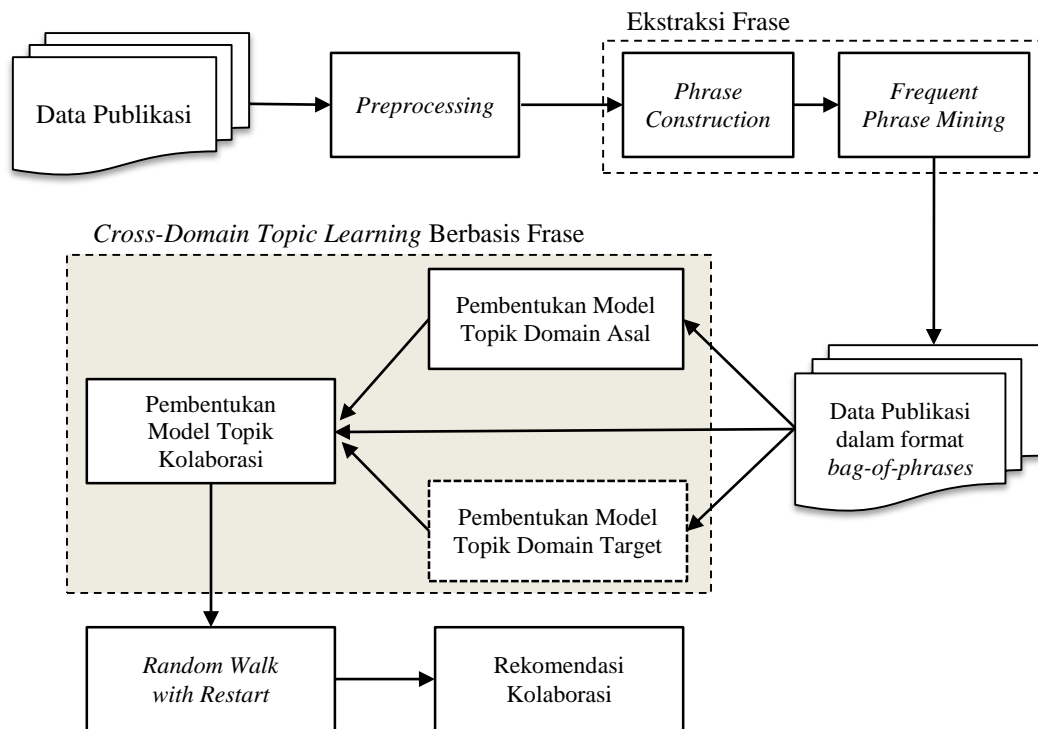 Ekstraksi Frase
Data Publikasi
Preprocessing
Phrase
Construction
Frequent
Phrase Mining
Cross-Domain Topic Learning Berbasis Frase
Pembentukan Model
Topik Domain Asal
Pembentukan
Model Topik
Kolaborasi
Data Publikasi
dalam format
bag-of-phrases
Pembentukan Model
Topik Domain Target
Random Walk
with Restart
Rekomendasi
Kolaborasi